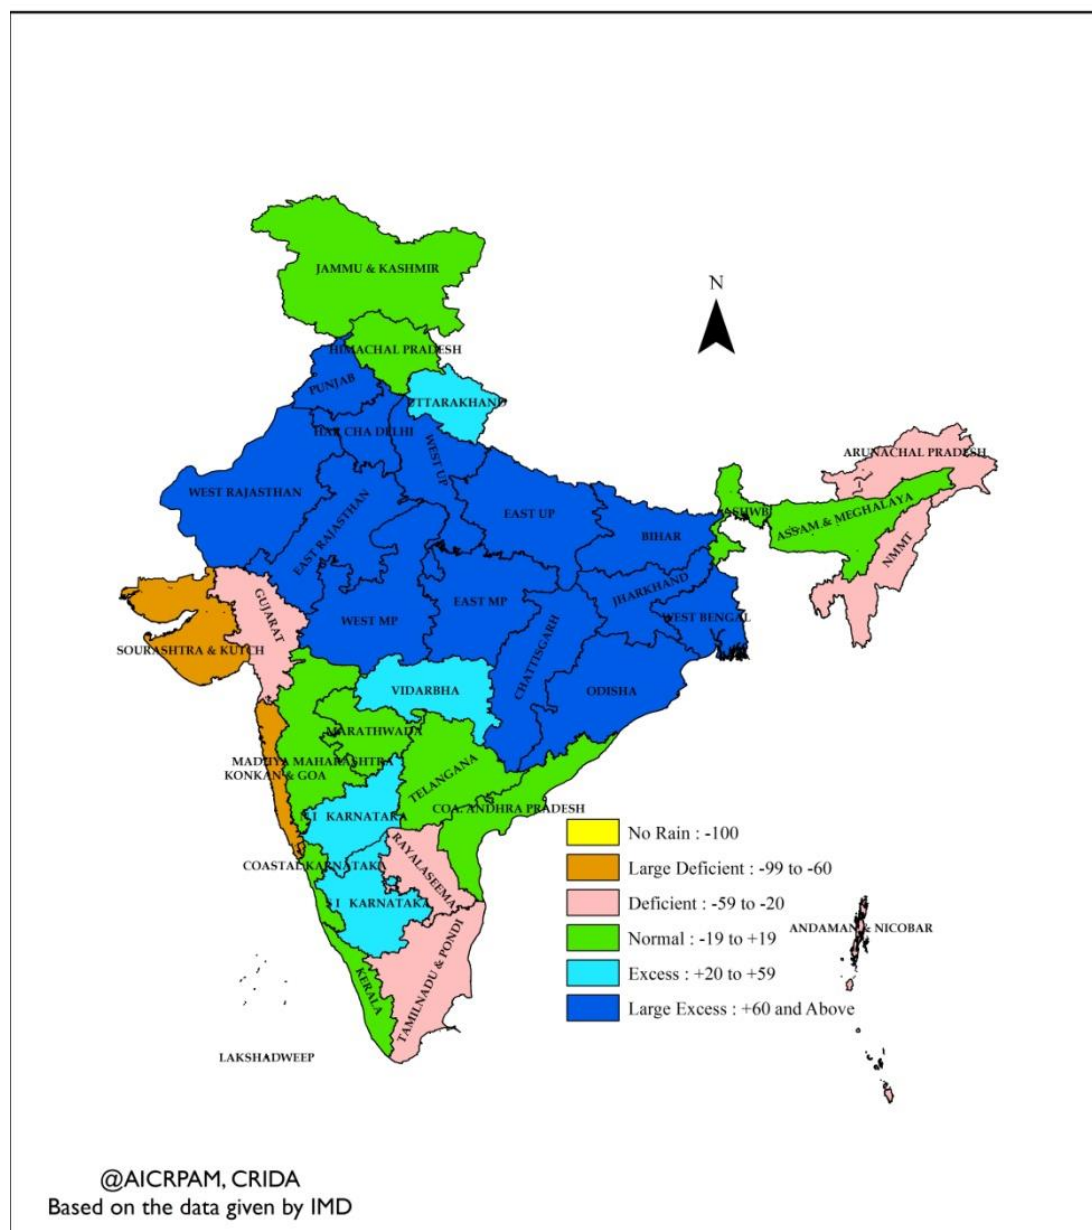 N
JAMMU & KASHMIR
HIMACHAL PRADESH
PUNJAB
UTTARAKHAND
HAR CHA DELHI
WEST UP
ARUNACHAL PRADESH
WEST RAJASTHAN
EAST RAJASTHAN
EAST UP
BIHAR
ASHWB
ASSAM & MEGHALAYA
NMMT
GUJARAT
JHARKHAND
EAST MP
WEST MP
WEST BENGAL
SOURASHTRA & KUTCH
CHATTISGARH
ODISHA
VIDARBHA
MARATHWADA
MADHYA MAHARASHTRA
KONKAN & GOA
TELANGANA
COA. ANDHRA PRADESH
N I KARNATAKA
RAYALASEEMA
COASTAL KARNATAKA
S I KARNATAKA
KERALA
TAMILNADU & PONDI
ANDAMAN & NICOBAR
LAKSHADWEEP
No Rain : -100
Large Deficient : -99 to -60
Deficient : -59 to -20
Normal : -19 to +19
Excess : +20 to +59
Large Excess : +60 and Above
@AICRPAM, CRIDA
Based on the data given by IMD